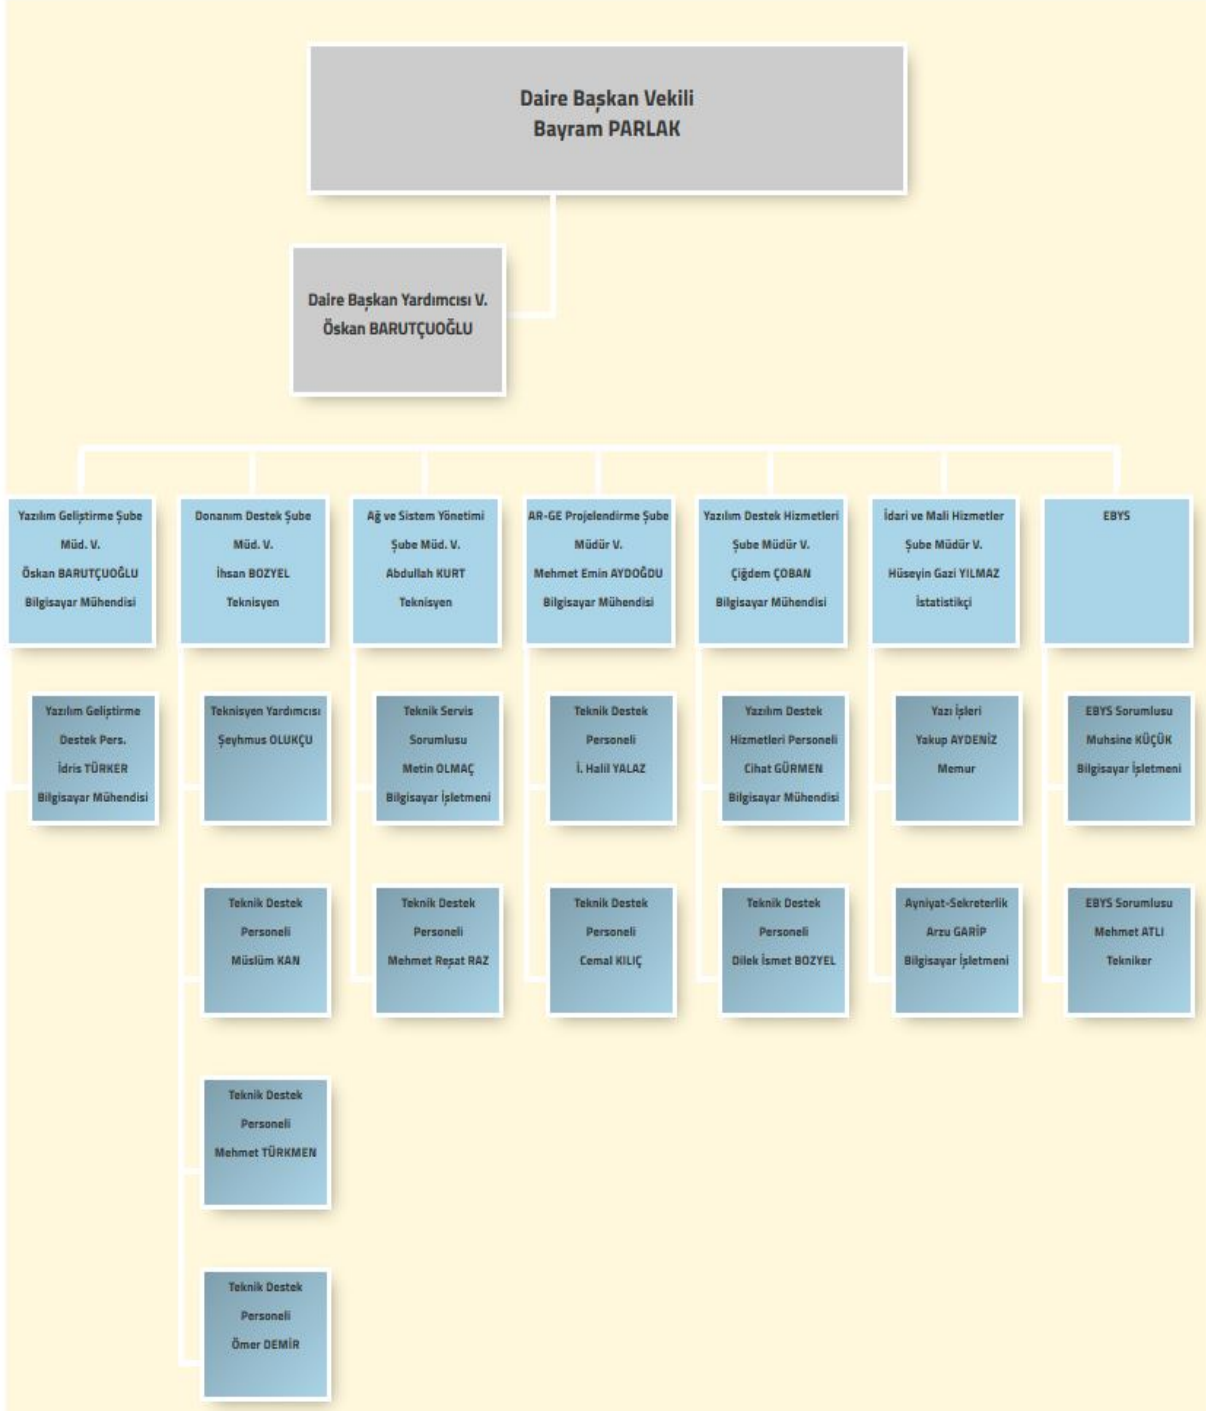 Daire Başkan Vekili
Bayram PARLAK
Daire Başkan Yardımcısı V.
Öskan BARUTÇUOĞLU
Yazılım Geliştirme Şube
Müd. V.
Öskan BARUTÇUOĞLU
Bilgisayar Mühendisi
Donanım Destek Şube
Müd. V.
İhsan BOZYEL
Teknisyen
Ağ ve Sistem Yönetimi
Şube Müd. V.
Abdullah KURT
Teknisyen
AR-GE Projelendirme Şube
Müdür V.
Mehmet Emin AYDOĞDU
Bilgisayar Mühendisi
Yazılım Destek Hizmetleri
Şube Müdür V.
Çiğdem ÇOBAN
Bilgisayar Mühendisi
İdari ve Mali Hizmetler
Şube Müdür V.
Hüseyin Gazi YILMAZ
İstatistikçi
EBYS
Yazılım Geliştirme
Destek Pers.
İdris TÜRKER
Bilgisayar Mühendisi
Teknisyen Yardımcısı
Şeyhmus OLUKÇU
Teknik Servis
Sorumlusu
Metin OLMAÇ
Bilgisayar İşletmeni
Teknik Destek
Personeli
İ. Halil YALAZ
Yazılım Destek
Hizmetleri Personeli
Cihat GÜRMEN
Bilgisayar Mühendisi
Yazı İşleri
Yakup AYDENİZ
Memur
EBYS Sorumlusu
Muhsine KÜÇÜK
Bilgisayar İşletmeni
Teknik Destek
Personeli
Müslüm KAN
Teknik Destek
Personeli
Mehmet Reşat RAZ
Teknik Destek
Personeli
Cemal KILIÇ
Teknik Destek
Personeli
Dilek İsmet BOZYEL
Ayniyat-Sekreterlik
Arzu GARİP
Bilgisayar İşletmeni
EBYS Sorumlusu
Mehmet ATLI
Tekniker
Teknik Destek
Personeli
Mehmet TÜRKMEN
Teknik Destek
Personeli
Ömer DEMİR